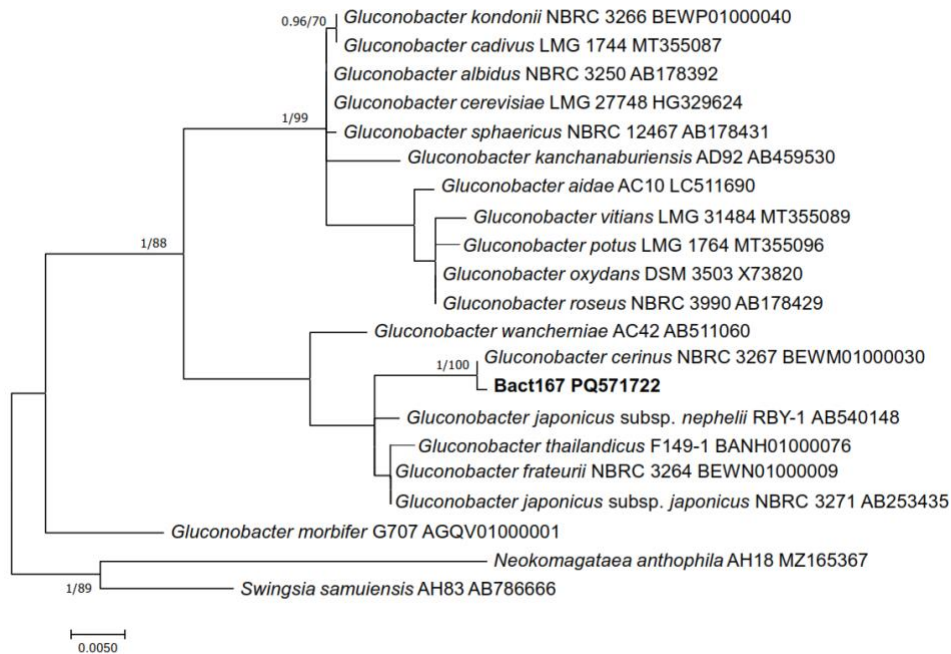 0.96/70
Gluconobacter kondonii NBRC 3266 BEWP01000040
Gluconobacter cadivus LMG 1744 MT355087
Gluconobacter albidus NBRC 3250 AB178392
Gluconobacter cerevisiae LMG 27748 HG329624
1/99
Gluconobacter sphaericus NBRC 12467 AB178431
Gluconobacter kanchanaburiensis AD92 AB459530
Gluconobacter aidae AC10 LC511690
Gluconobacter vitians LMG 31484 MT355089
1/88
Gluconobacter potus LMG 1764 MT355096
Gluconobacter oxydans DSM 3503 X73820
Gluconobacter roseus NBRC 3990 AB178429
Gluconobacter wancherniae AC42 AB511060
Gluconobacter cerinus NBRC 3267 BEWM01000030
1/100
Bact167 PQ571722
Gluconobacter japonicus subsp. nephelii RBY-1 AB540148
Gluconobacter thailandicus F149-1 BANH01000076
Gluconobacter frateurii NBRC 3264 BEWN01000009
Gluconobacter japonicus subsp. japonicus NBRC 3271 AB253435
Gluconobacter morbifer G707 AGQV01000001
Neokomagataea anthophila AH18 MZ165367
1/89
Swingsia samuiensis AH83 AB786666
0.0050